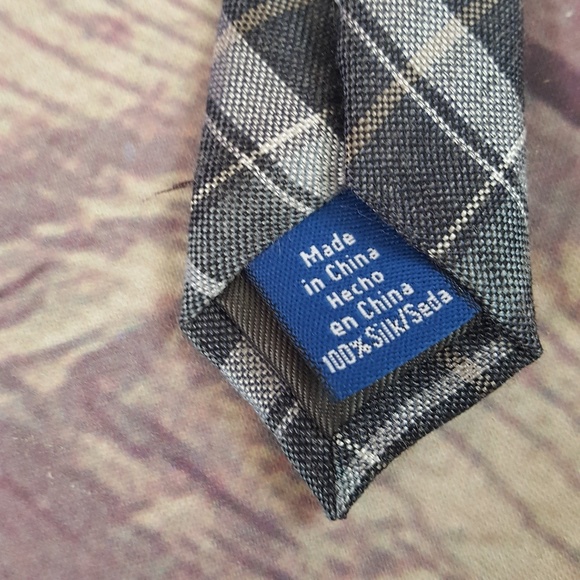 Made
in China
Hecho
en China
100%Silk/Seda